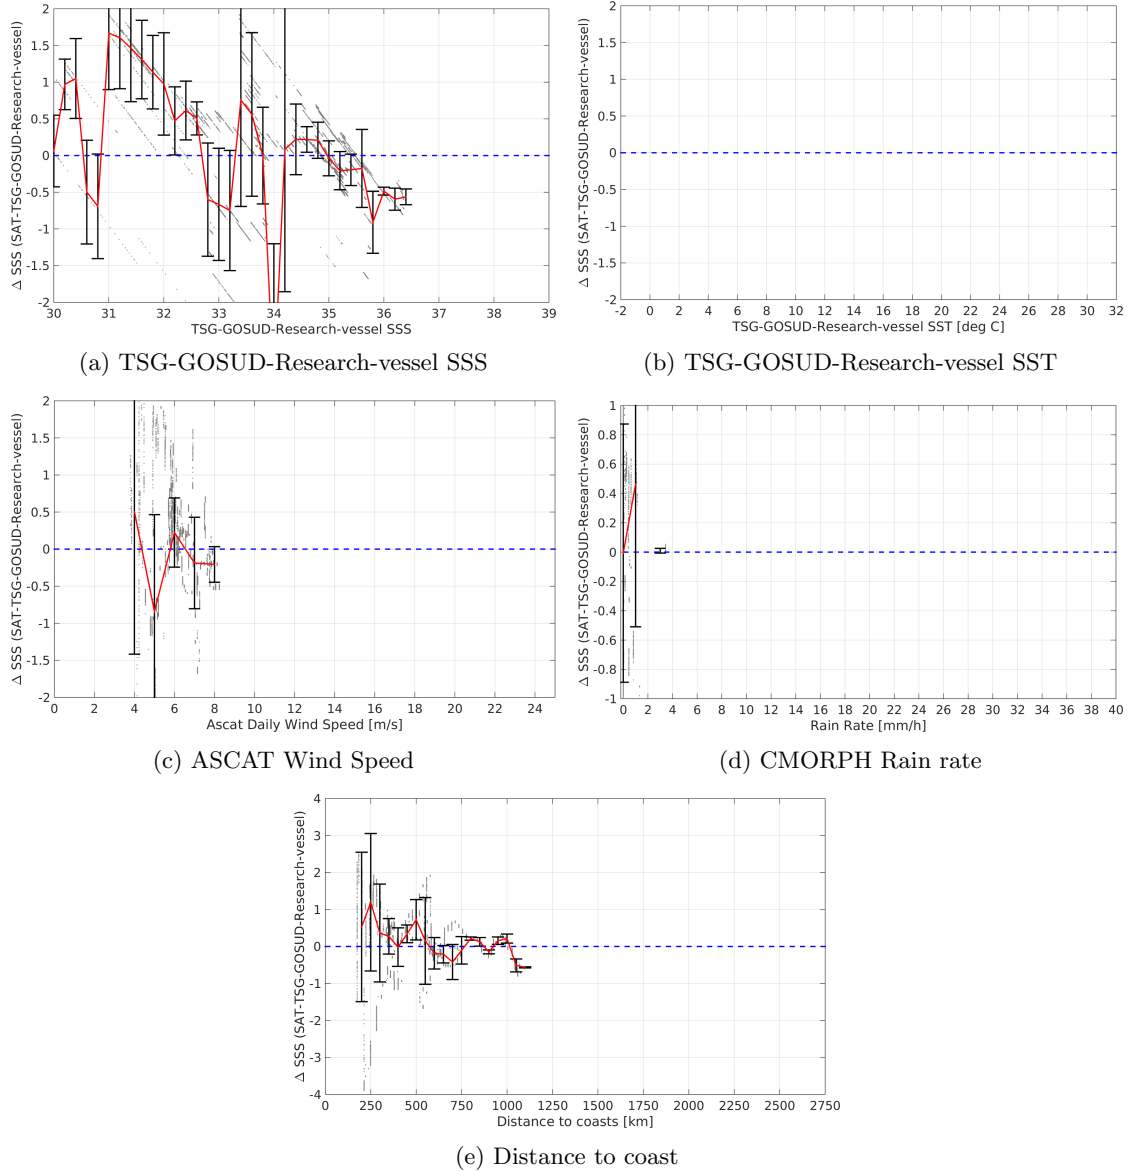 Δ SSS (SAT-TSG-GOSUD-Research-vessel)
2
1.5
1
0.5
0
-0.5
-1
-1.5
-2
30 31 32 33 34 35 36 37 38 39
TSG-GOSUD-Research-vessel SSS
(a) TSG-GOSUD-Research-vessel SSS
Δ SSS (SAT-TSG-GOSUD-Research-vessel)
2
1.5
1
0.5
0
-0.5
-1
-1.5
-2
-2 0 2 4 6 8 10 12 14 16 18 20 22 24 26 28 30 32
TSG-GOSUD-Research-vessel SST [deg C]
(b) TSG-GOSUD-Research-vessel SST
Δ SSS (SAT-TSG-GOSUD-Research-vessel)
2
1.5
1
0.5
0
-0.5
-1
-1.5
-2
0 2 4 6 8 10 12 14 16 18 20 22 24
Ascat Daily Wind Speed [m/s]
(c) ASCAT Wind Speed
Δ SSS (SAT-TSG-GOSUD-Research-vessel)
1
0.8
0.6
0.4
0.2
0
-0.2
-0.4
-0.6
-0.8
-1
0 2 4 6 8 10 12 14 16 18 20 22 24 26 28 30 32 34 36 38 40
Rain Rate [mm/h]
(d) CMORPH Rain rate
Δ SSS (SAT-TSG-GOSUD-Research-vessel)
4
3
2
1
0
-1
-2
-3
-4
0 250 500 750 1000 1250 1500 1750 2000 2250 2500 2750
Distance to coasts [km]
(e) Distance to coast